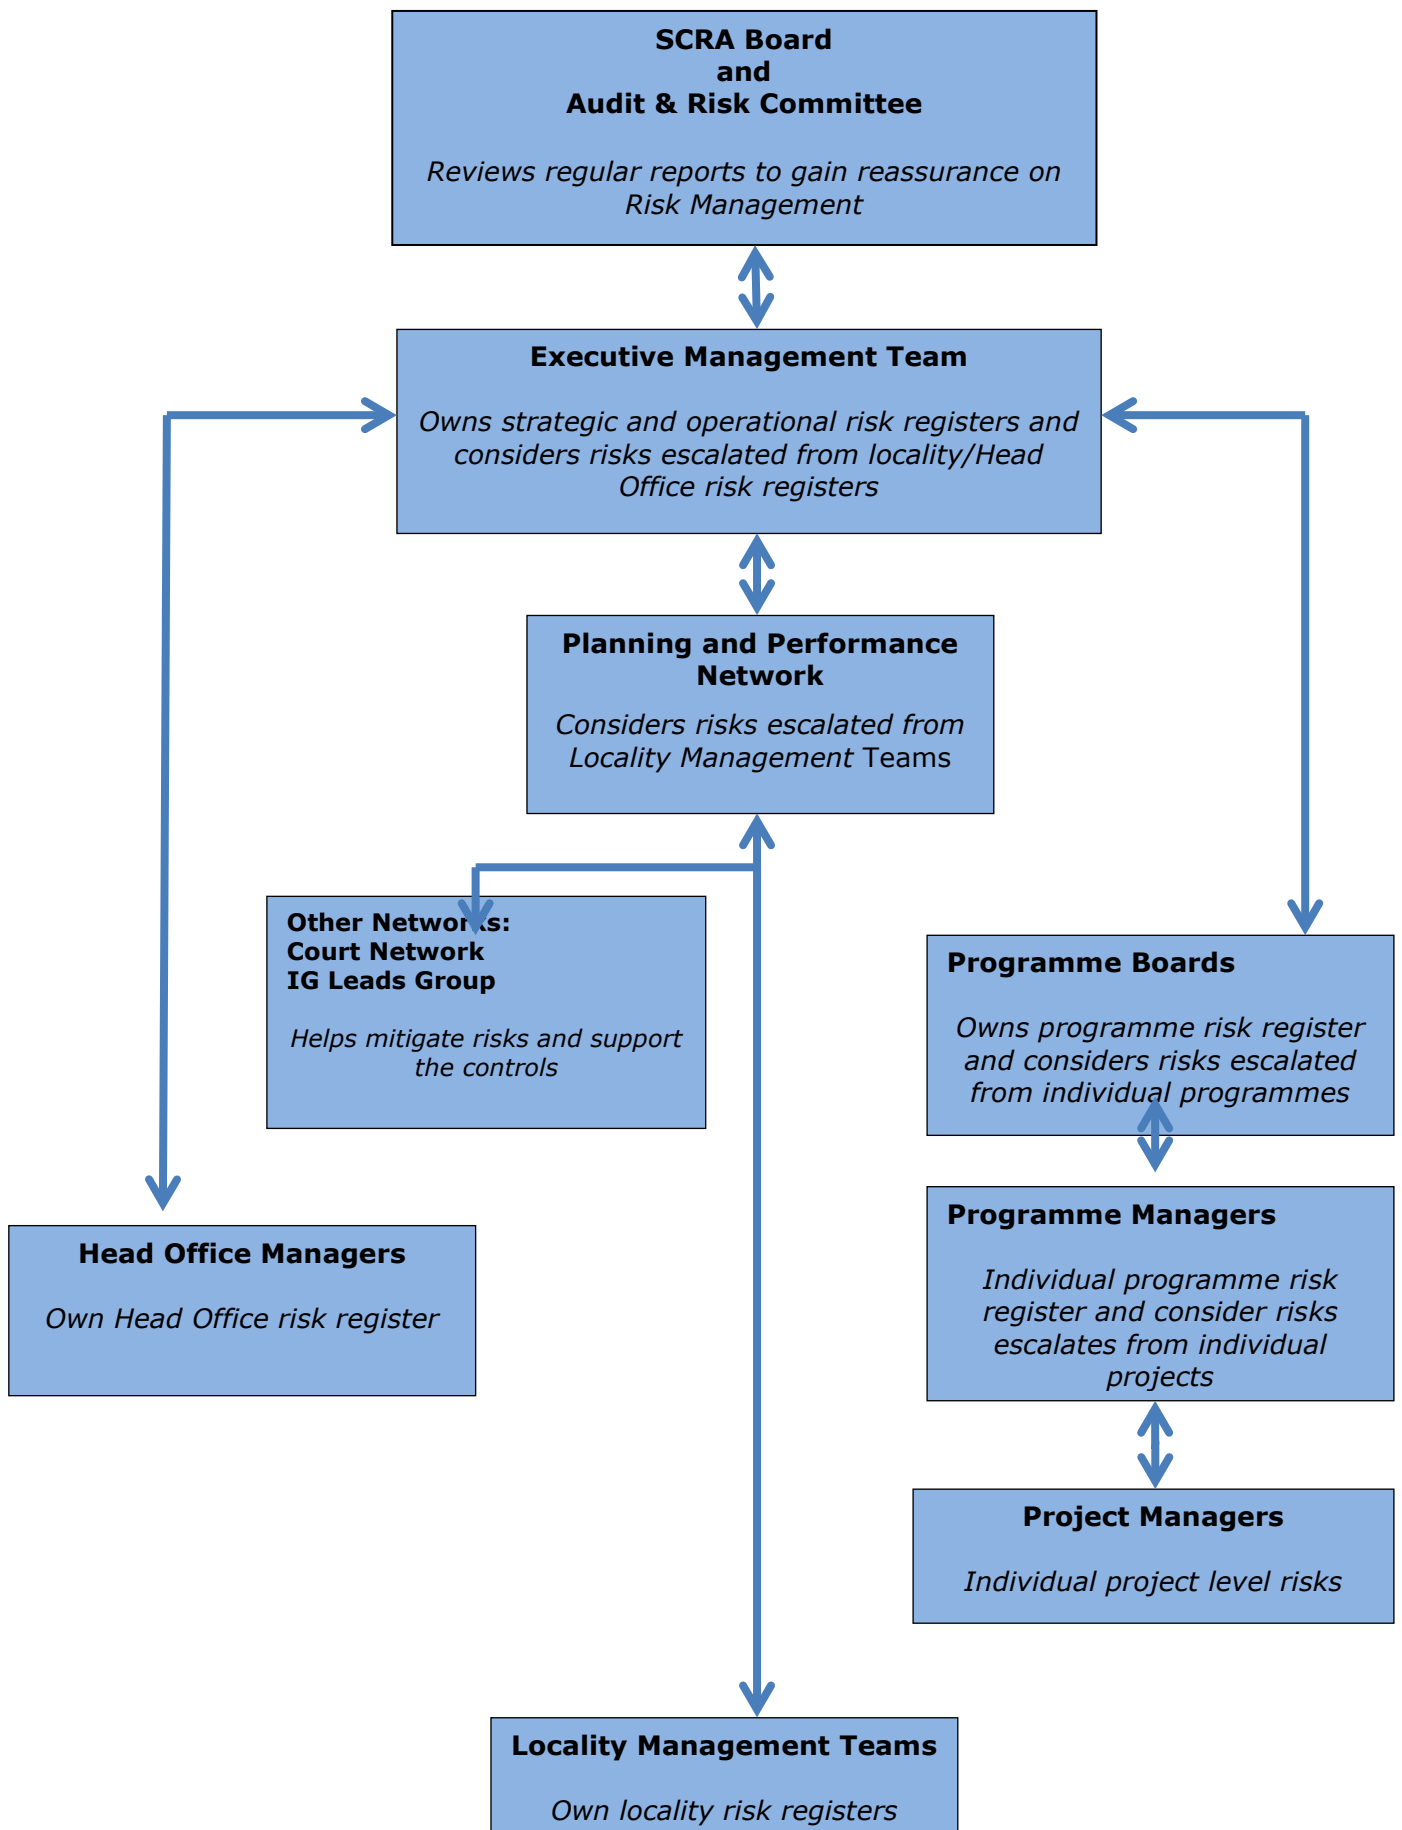 SCRA Board
and
Audit & Risk Committee
Reviews regular reports to gain reassurance on
Risk Management
Executive Management Team
Owns strategic and operational risk registers and
considers risks escalated from locality/Head
Office risk registers
Planning and Performance
Network
Considers risks escalated from
Locality Management Teams
Other Networks:
Court Network
IG Leads Group
Helps mitigate risks and support
the controls
Programme Boards
Owns programme risk register
and considers risks escalated
from individual programmes
Programme Managers
Individual programme risk
register and consider risks
escalates from individual
projects
Head Office Managers
Own Head Office risk register
Project Managers
Individual project level risks
Locality Management Teams
Own locality risk registers